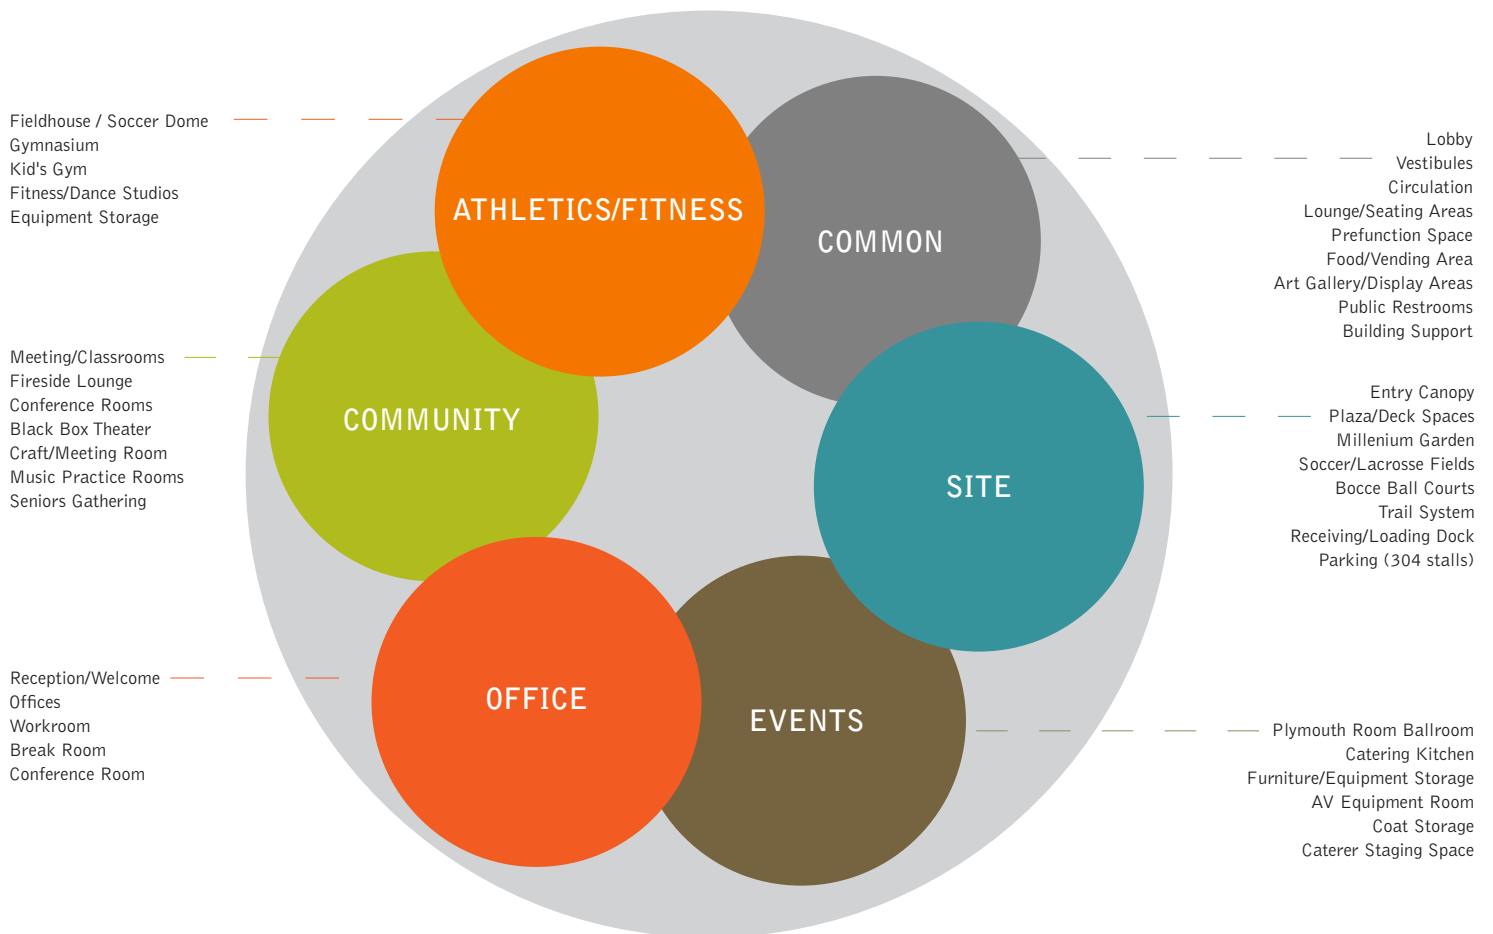 Fieldhouse / Soccer Dome
Gymnasium
Kid's Gym
Fitness/Dance Studios
Equipment Storage
Meeting/Classrooms
Fireside Lounge
Conference Rooms
Black Box Theater
Craft/Meeting Room
Music Practice Rooms
Seniors Gathering
Reception/Welcome
Offices
Workroom
Break Room
Conference Room
ATHLETICS/FITNESS
COMMON
COMMUNITY
SITE
OFFICE
EVENTS
Lobby
Vestibules
Circulation
Lounge/Seating Areas
Prefunction Space
Food/Vending Area
Art Gallery/Display Areas
Public Restrooms
Building Support
Entry Canopy
Plaza/Deck Spaces
Millenium Garden
Soccer/Lacrosse Fields
Bocce Ball Courts
Trail System
Receiving/Loading Dock
Parking (304 stalls)
Plymouth Room Ballroom
Catering Kitchen
Furniture/Equipment Storage
AV Equipment Room
Coat Storage
Caterer Staging Space